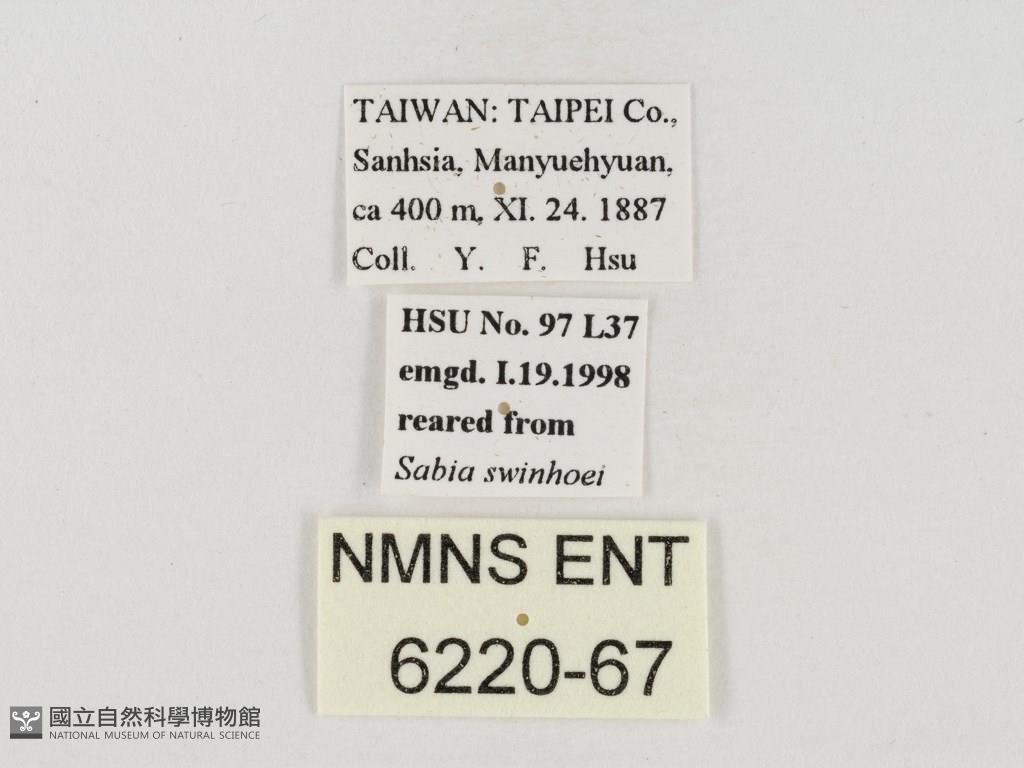 TAIWAN: TAIPEI Co.,
Sanhsia, Manyuehyuan,
ca 400 m, XI. 24. 1887
Coll. Y. F. Hsu
HSU No. 97 L37
emgd. I.19.1998
reared from
Sabia swinhoei
NMNS ENT
6220-67
國立自然科學博物館
NATIONAL MUSEUM OF NATURAL SCIENCE